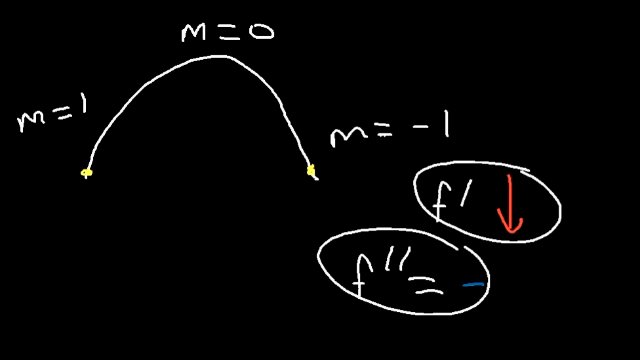 m = 0
m = 1
m = -1
f' ↓
f'' = -